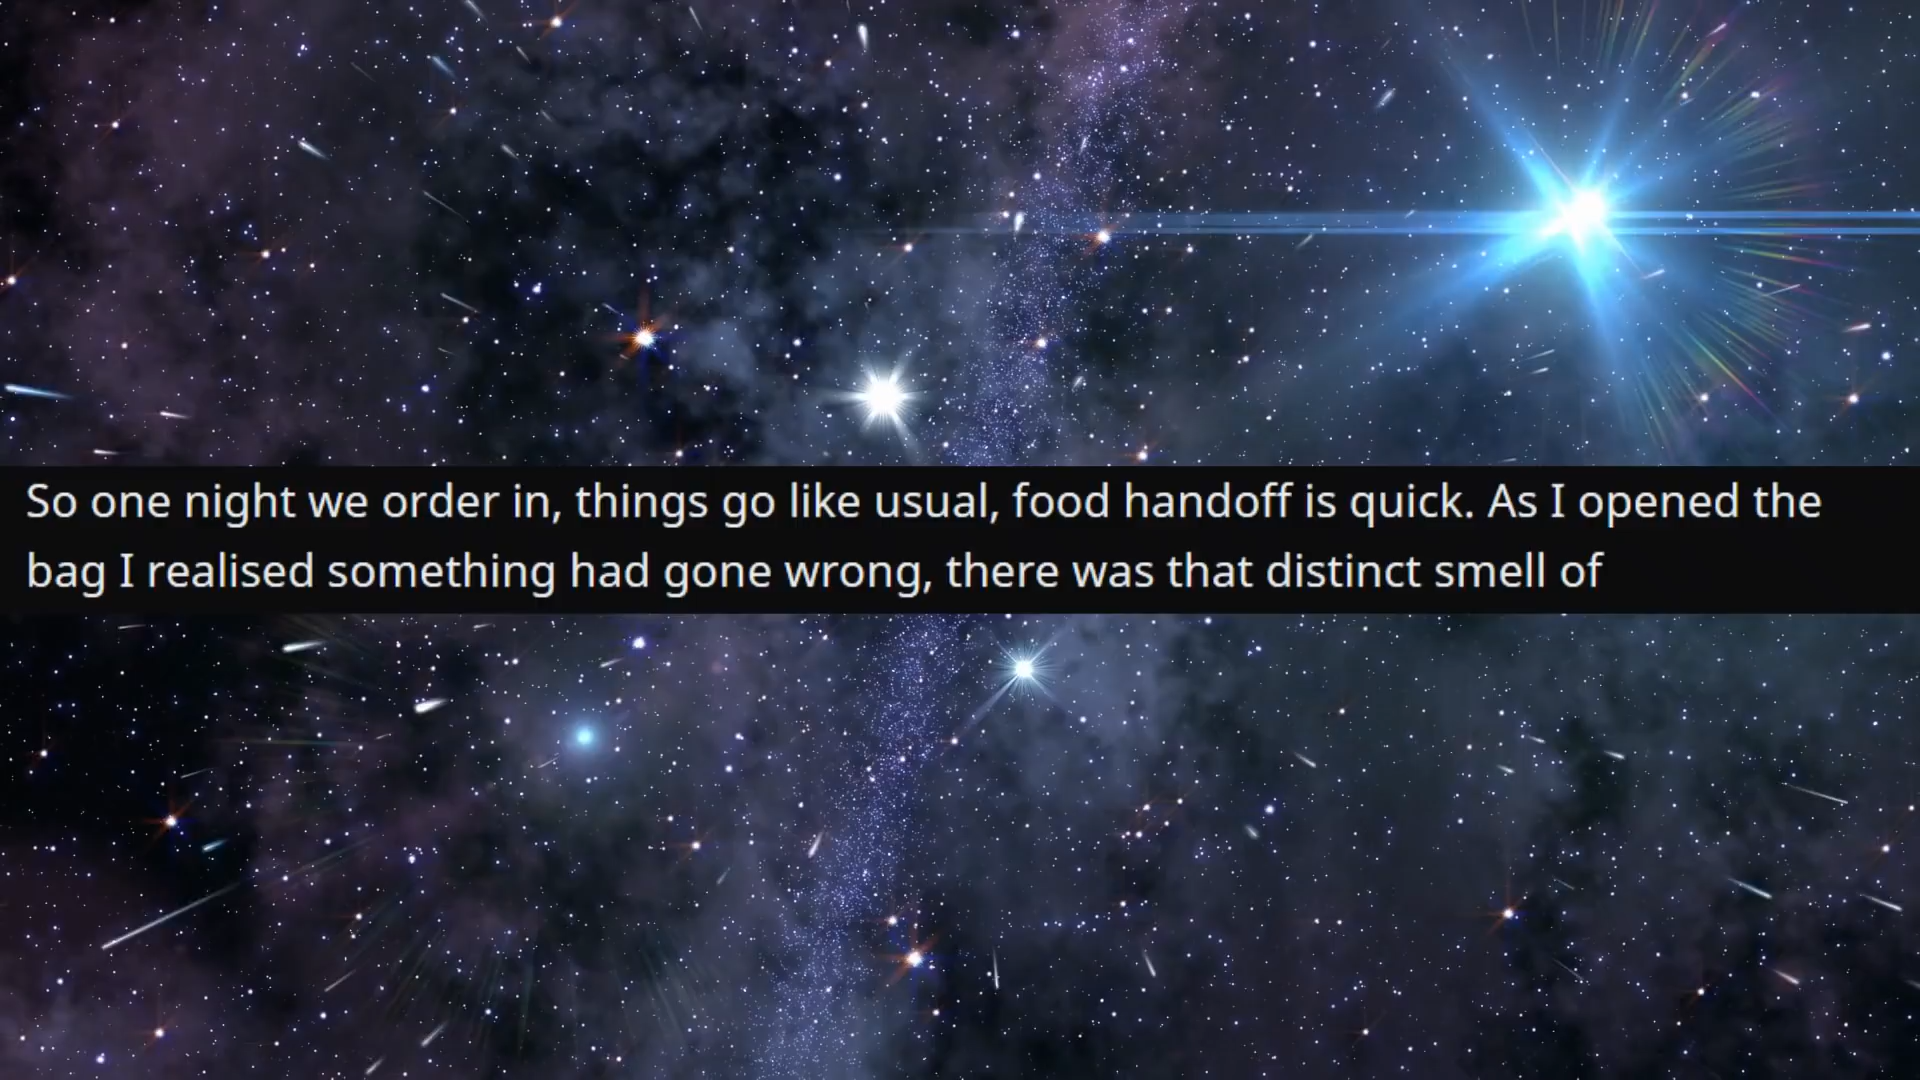 So one night we order in, things go like usual, food handoff is quick. As I opened the
bag I realised something had gone wrong, there was that distinct smell of